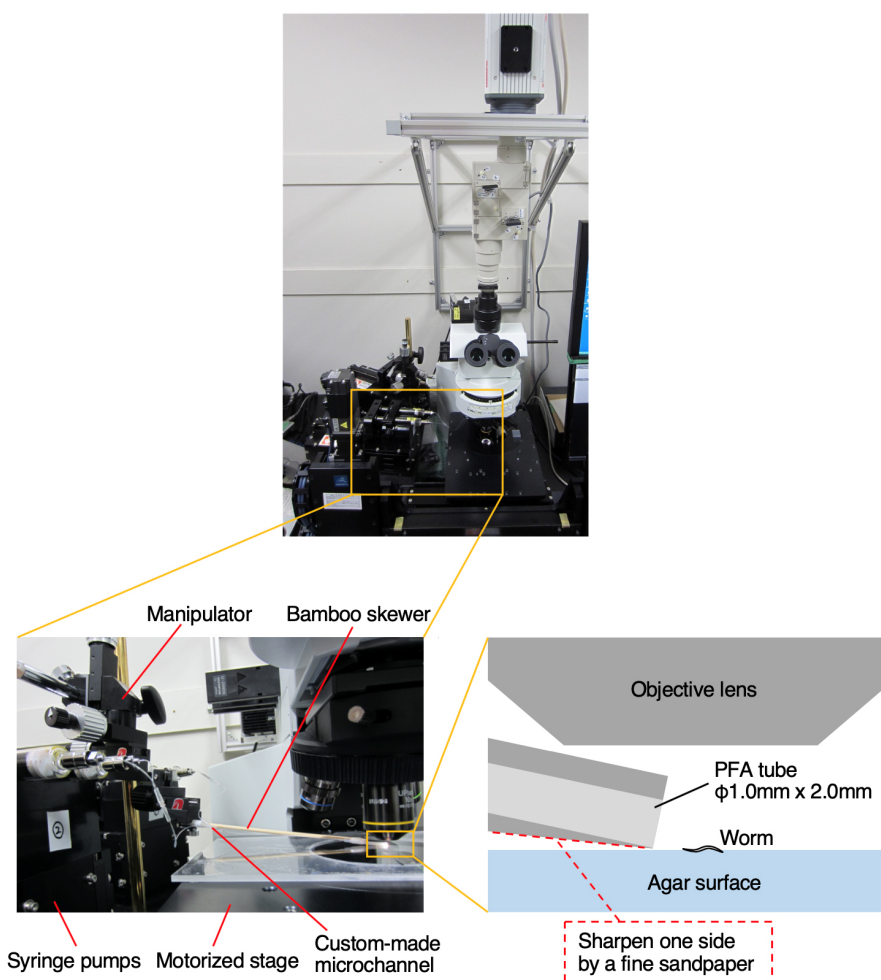 Manipulator
Bamboo skewer
Objective lens
PFA tube
φ1.0mm x 2.0mm
Worm
Agar surface
Syringe pumps
Motorized stage
Custom-made
microchannel
Sharpen one side
by a fine sandpaper